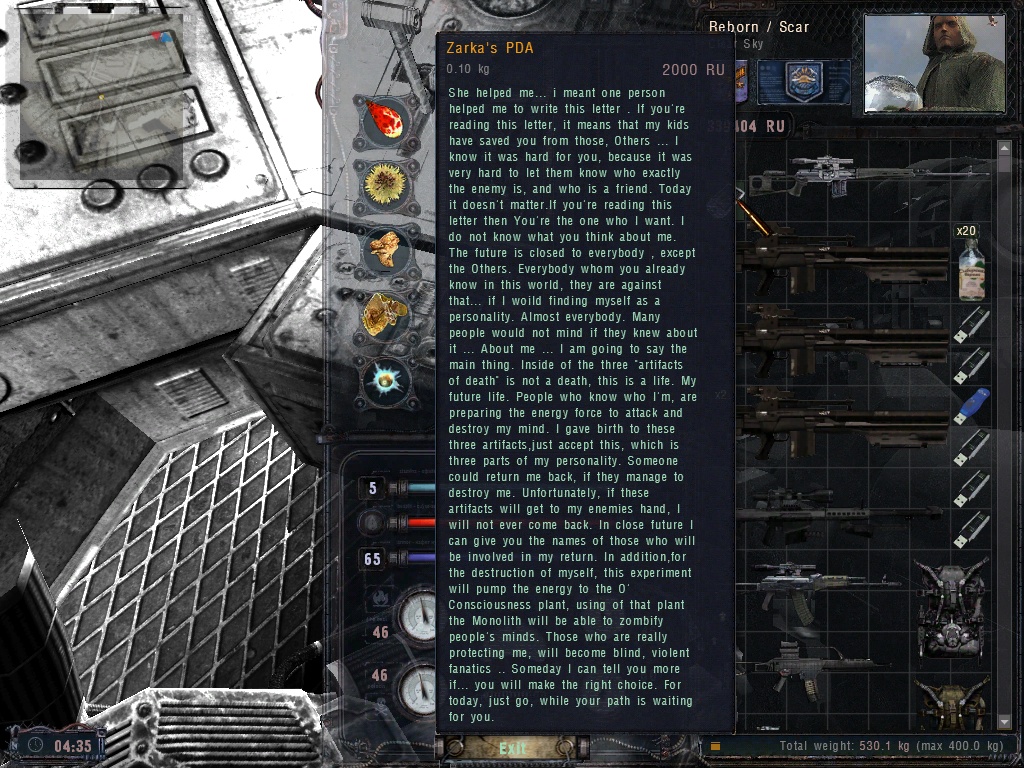 Reborn / Scar
Sky
404 RU
Zarka's PDA
0.10 kg
2000 RU
She helped me... i meant one person
helped me to write this letter . If you're
reading this letter, it means that my kids
have saved you from those, Others ... I
know it was hard for you, because it was
very hard to let them know who exactly
the enemy is, and who is a friend. Today
it doesn't matter.If you're reading this
letter then You're the one who I want. I
do not know what you think about me.
The future is closed to everybody , except
the Others. Everybody whom you already
know in this world, they are against
that... if I woild finding myself as a
personality. Almost everybody. Many
people would not mind if they knew about
it ... About me ... I am going to say the
main thing. Inside of the three "artifacts
of death" is not a death, this is a life. My
future life. People who know who I'm, are
preparing the energy force to attack and
destroy my mind. I gave birth to these
three artifacts,just accept this, which is
three parts of my personality. Someone
could return me back, if they manage to
destroy me. Unfortunately, if these
artifacts will get to my enemies hand, I
will not ever come back. In close future I
can give you the names of those who will
be involved in my return. In addition,for
the destruction of myself, this experiment
will pump the energy to the O'
Consciousness plant, using of that plant
the Monolith will be able to zombify
people's minds. Those who are really
protecting me, will become blind, violent
fanatics .. Someday I can tell you more
if... you will make the right choice. For
today, just go, while your path is waiting
for you.
x20
x2
5
65
46
46
04:35
Exit
Total weight: 530.1 kg (max 400.0 kg)